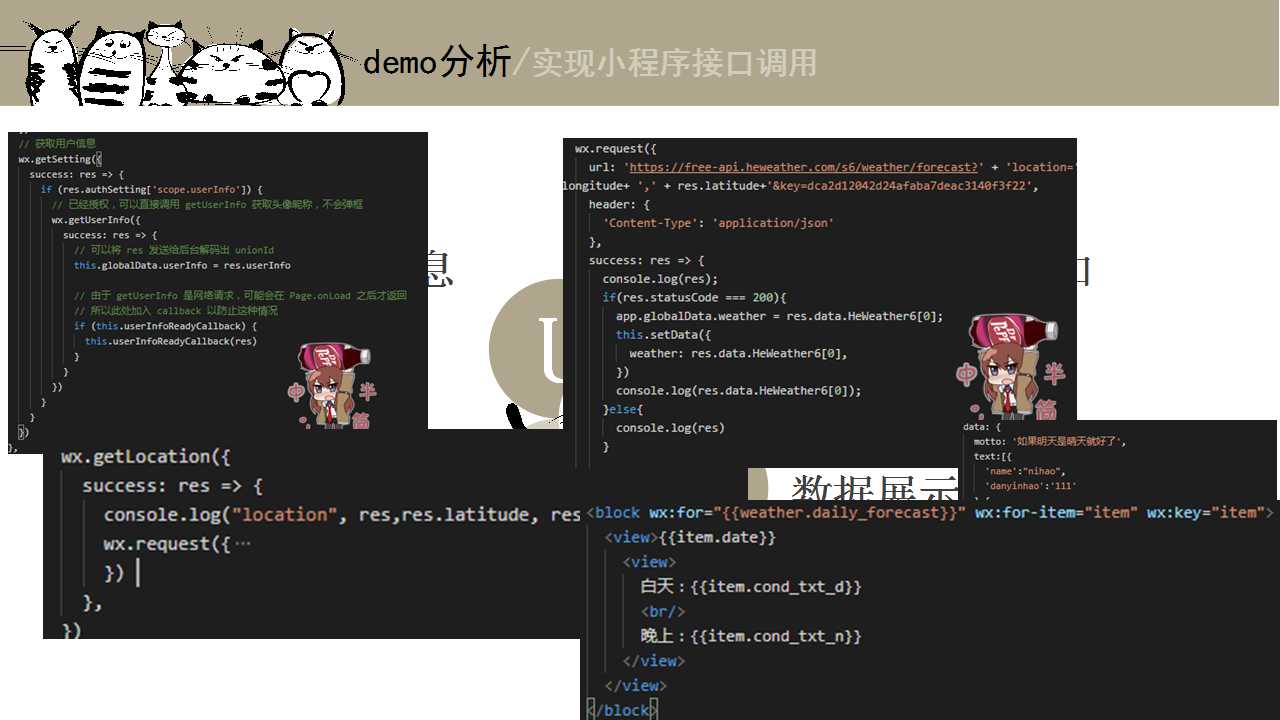 demo分析/实现小程序接口调用
// 获取用户信息
wx.getSetting({
success: res => {
if (res.authSetting['scope.userInfo']) {
// 已经授权，可以直接调用 getUserInfo 获取头像昵称，不会弹框
wx.getUserInfo({
success: res => {
// 可以将 res 发送给后台解码出 unionId
this.globalData.userInfo = res.userInfo
// 由于 getUserInfo 是网络请求，可能会在 Page.onLoad 之后才返回
// 所以此处加入 callback 以防止这种情况
if (this.userInfoReadyCallback) {
this.userInfoReadyCallback(res)
}
}
})
}
}
})
},
中
半
筒
息
U
wx.request({
url: 'https://free-api.heweather.com/s6/weather/forecast?' + 'location='
longitude+ ',' + res.latitude+'&key=dca2d12042d24afaba7deac3140f3f22',
header: {
'Content-Type': 'application/json'
},
success: res => {
console.log(res);
if(res.statusCode === 200){
app.globalData.weather = res.data.HeWeather6[0];
this.setData({
weather: res.data.HeWeather6[0],
})
console.log(res.data.HeWeather6[0]);
}else{
console.log(res)
}
中
半
筒
wx.getLocation({
success: res => {
console.log("location", res,res.latitude, res
wx.request({ ···
})
},
})
数据展示
data: {
motto: '如果明天是晴天就好了',
text:[{
'name':"nihao",
'danyinhao':'111'
<block wx:for="{{weather.daily_forecast}}" wx:for-item="item" wx:key="item">
<view>{{item.date}}
<view>
白天：{{item.cond_txt_d}}
<br/>
晚上：{{item.cond_txt_n}}
</view>
</view>
</block>